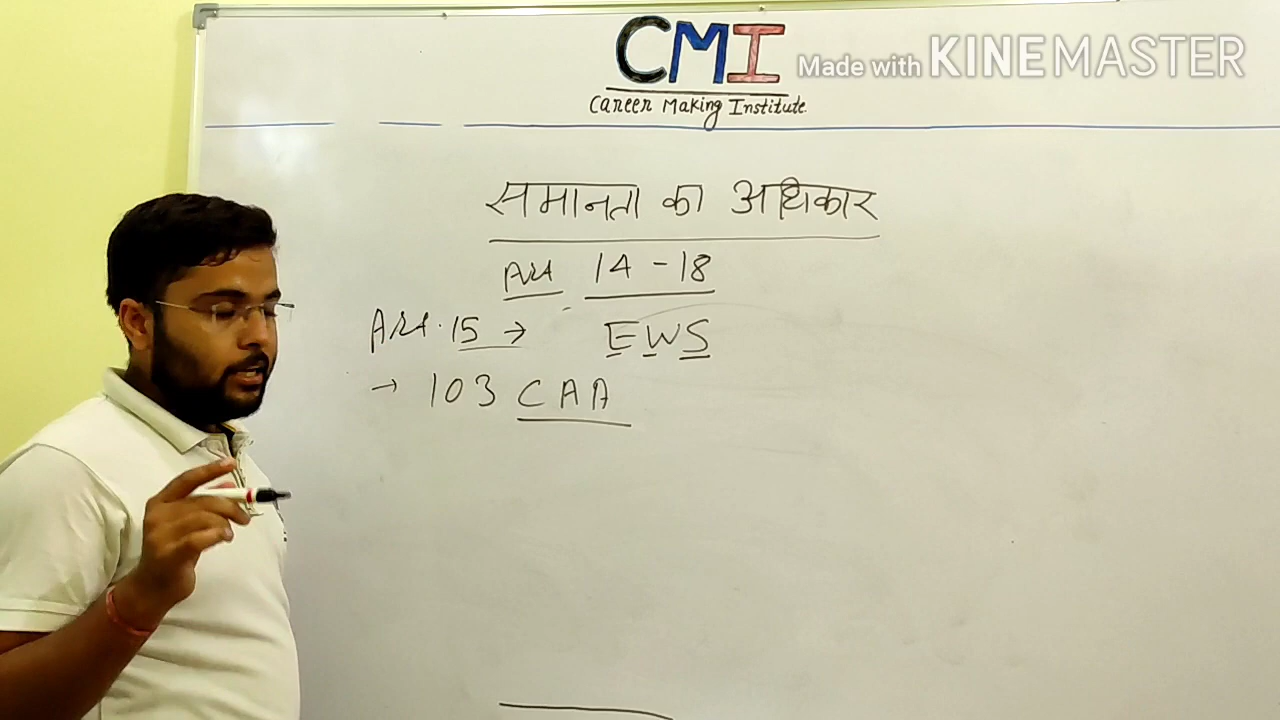 CMI
Made with KINEMASTER
Career Making Institute
समानता का अधिकार
Art 14 - 18
Art. 15 → EWS
→ 103 CAA